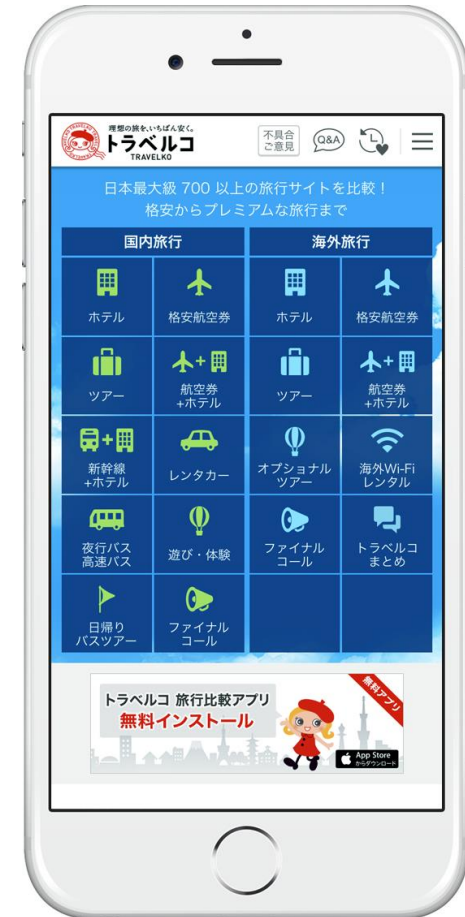 理想の旅を、いちばん安く。
トラベルコ
TRAVELKO
不具合
ご意見
Q&A
日本最大級 700 以上の旅行サイトを比較！
格安からプレミアムな旅行まで
国内旅行
海外旅行
ホテル
格安航空券
ホテル
格安航空券
ツアー
航空券
+ホテル
ツアー
航空券
+ホテル
新幹線
+ホテル
レンタカー
オプショナル
ツアー
海外Wi-Fi
レンタル
夜行バス
高速バス
遊び・体験
ファイナル
コール
トラベルコ
まとめ
日帰り
バスツアー
ファイナル
コール
トラベルコ 旅行比較アプリ
無料インストール
無料アプリ
App Store
からダウンロード